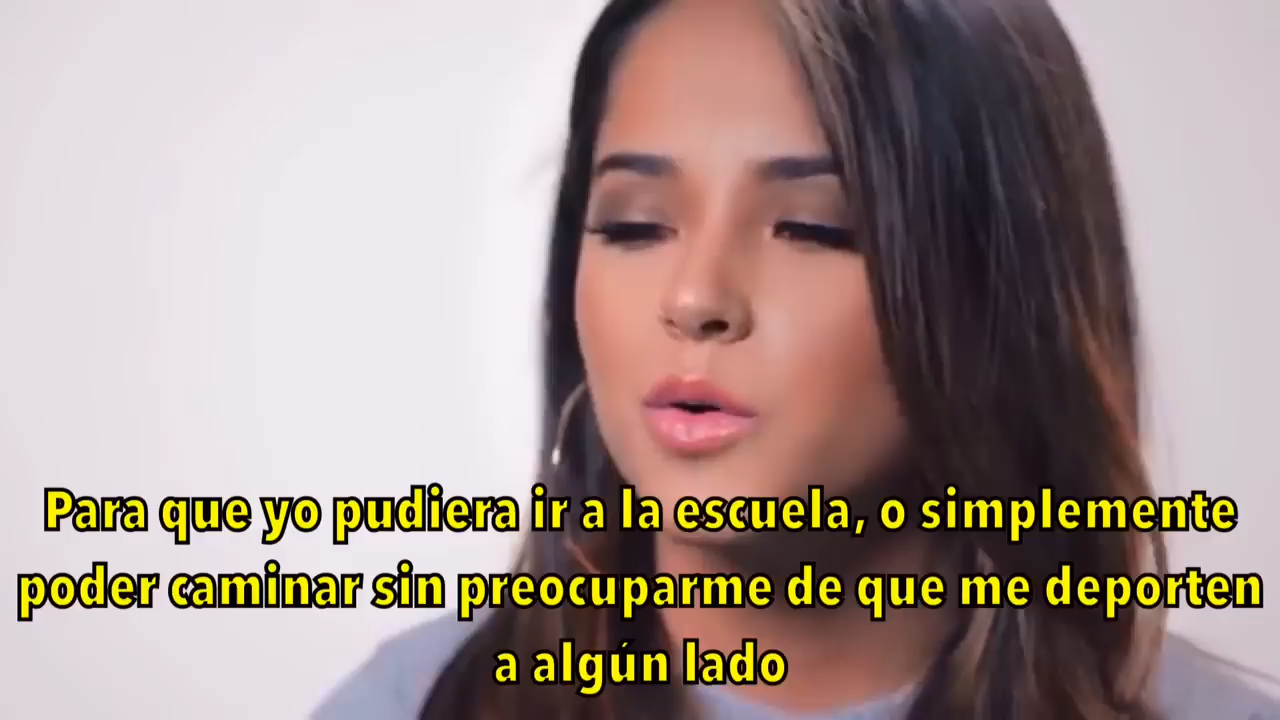 Para que yo pudiera ir a la escuela, o simplemente
poder caminar sin preocuparme de que me deporten
a algún lado